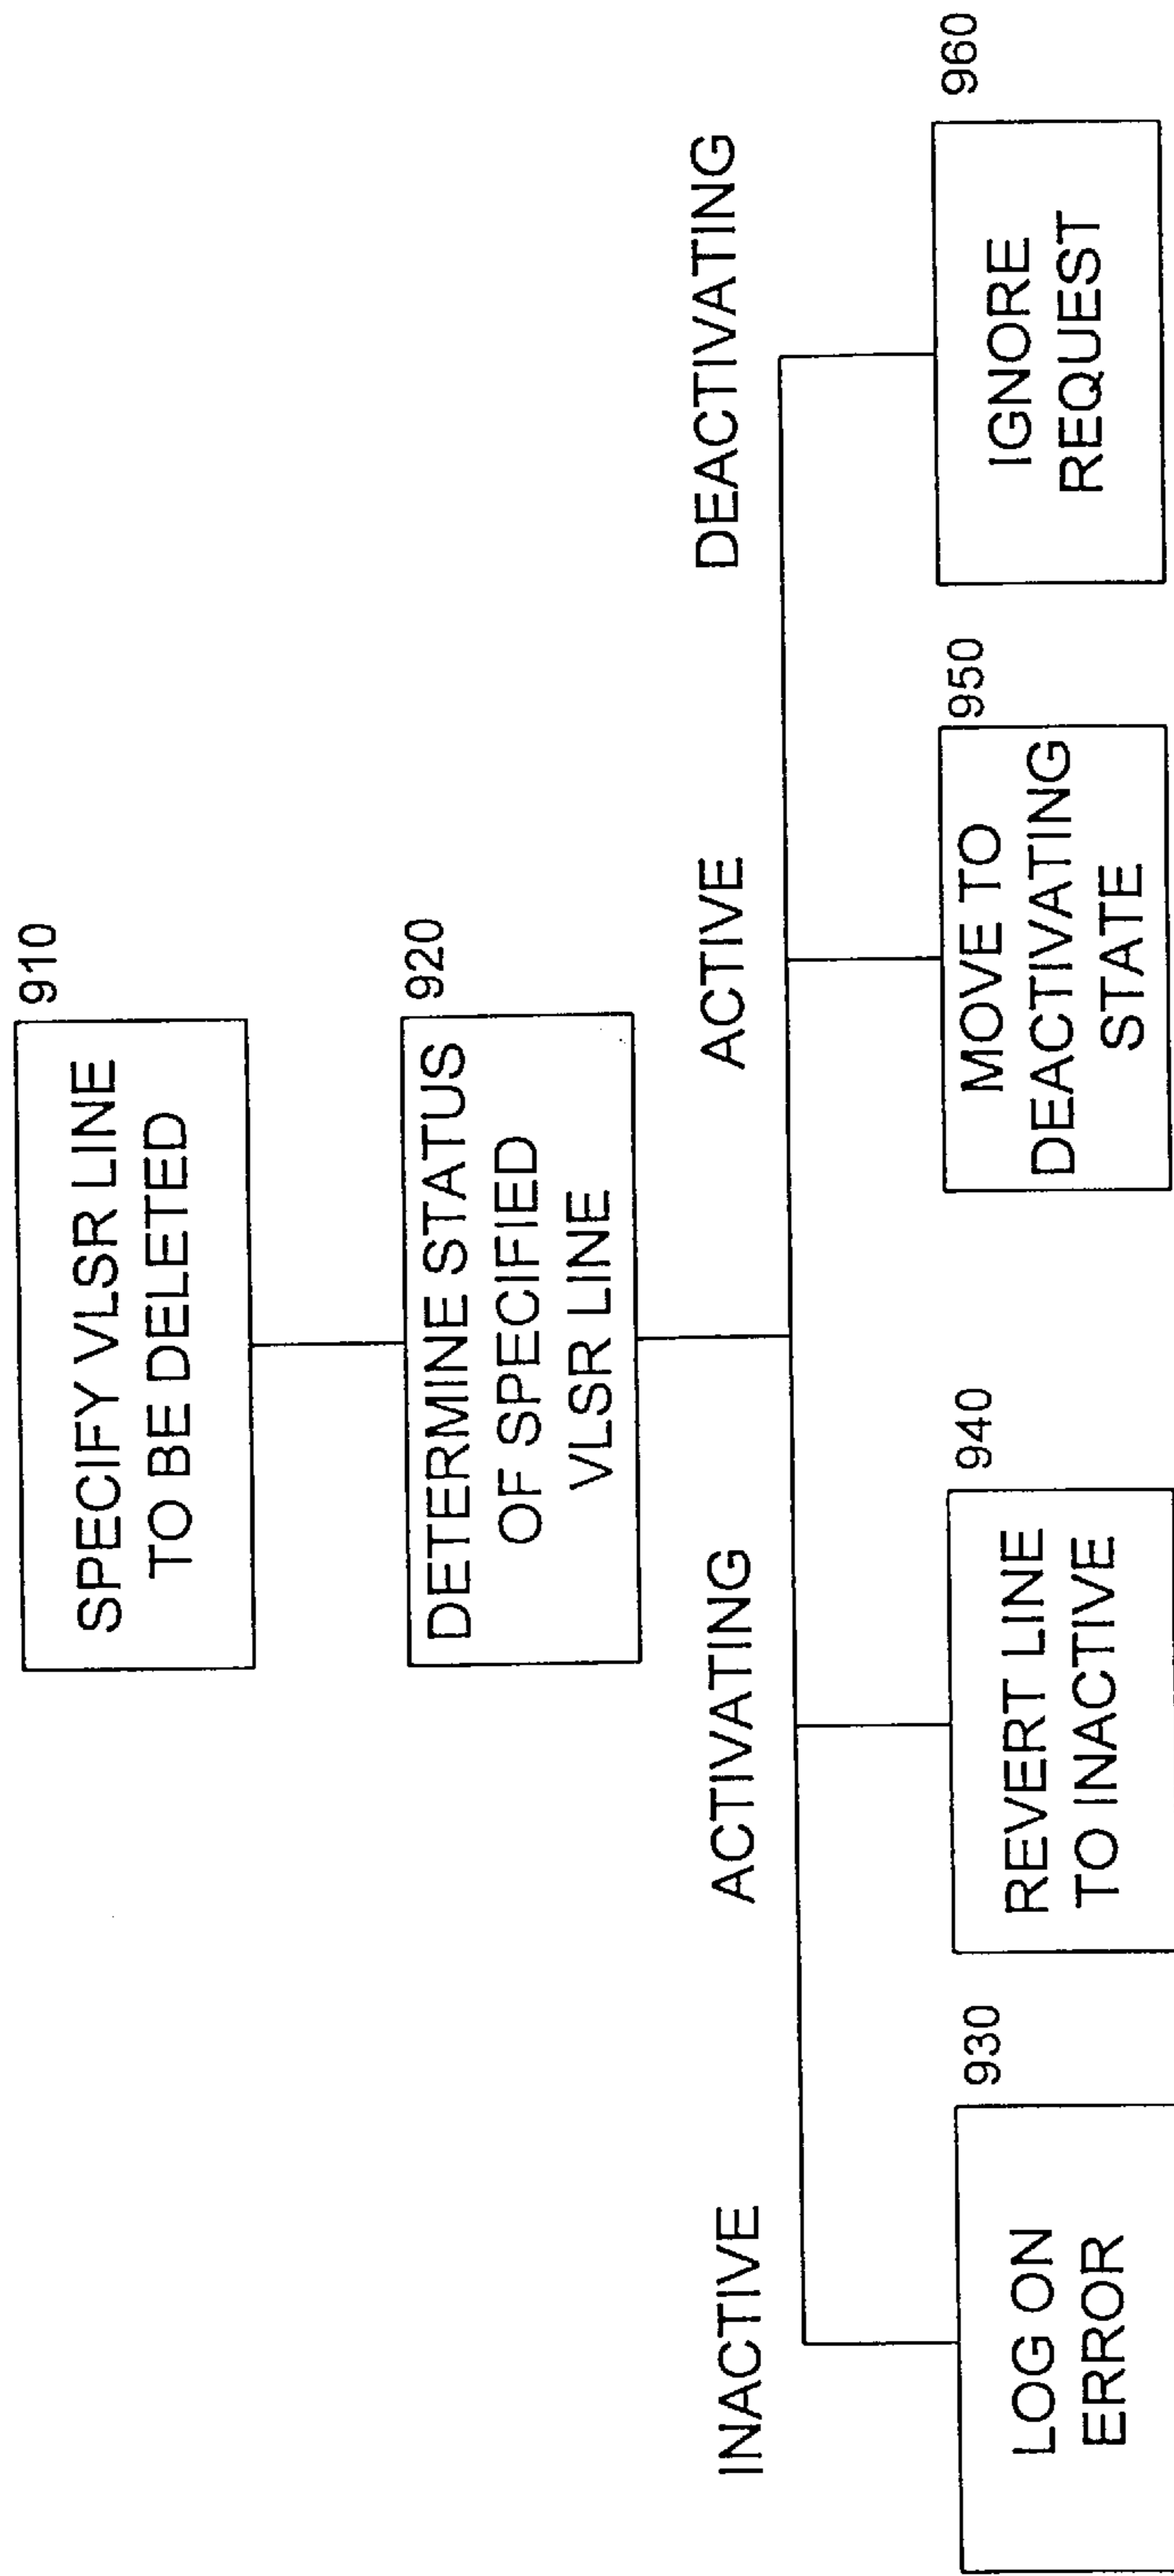 SPECIFY VLSR LINE
TO BE DELETED
910
DETERMINE STATUS
OF SPECIFIED
VLSR LINE
920
INACTIVE
ACTIVATING
ACTIVE
DEACTIVATING
LOG ON
ERROR
930
REVERT LINE
TO INACTIVE
940
MOVE TO
DEACTIVATING
STATE
950
IGNORE
REQUEST
960